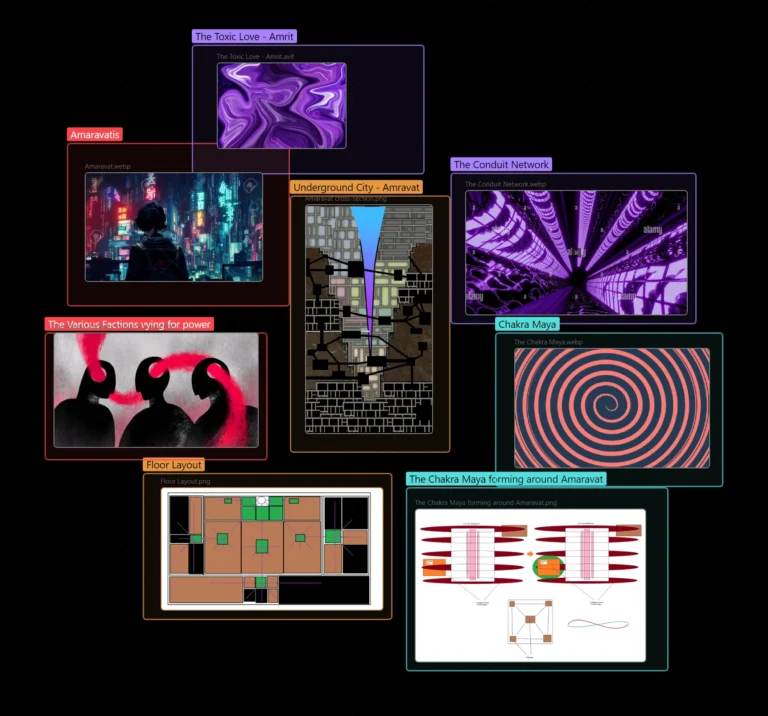 The Toxic Love - Amrit
The Toxic Love - Amrit.avif
Amaravatis
Amaravat.webp
Underground City - Amravat
Amaravat cross-section.png
The Conduit Network
The Conduit Network.webp
alamy
alamy
alamy
alamy
alamy
The Various Factions vying for power
Chakra Maya
The Chakra Maya.webp
Floor Layout
Floor Layout.png
The Chakra Maya forming around Amaravat
The Chakra Maya forming around Amaravat.png